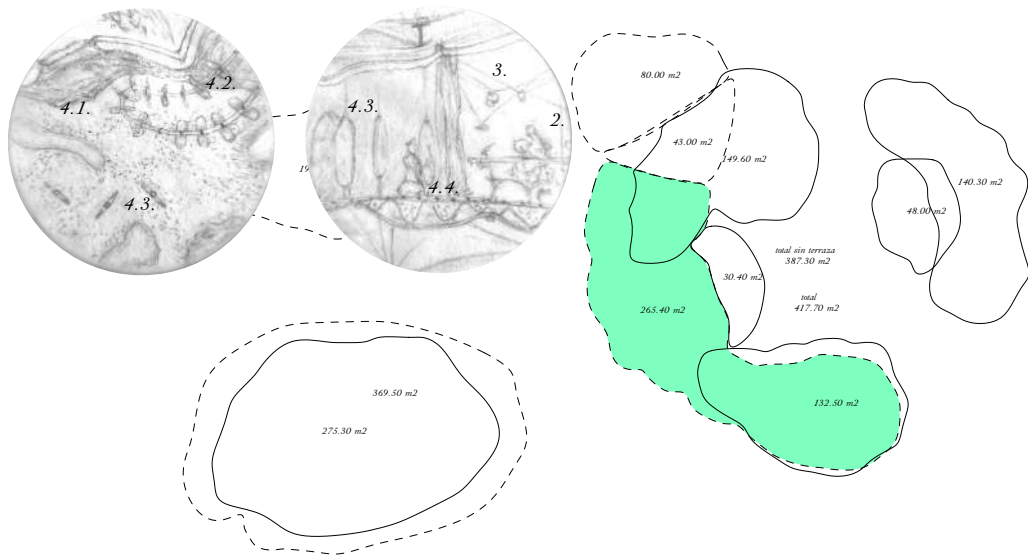 4.1.
4.2.
4.3.
4.3.
4.4.
3.
2.
19
80.00 m2
43.00 m2
149.60 m2
140.30 m2
48.00 m2
total sin terraza
387.30 m2
30.40 m2
total
417.70 m2
265.40 m2
132.50 m2
369.50 m2
275.30 m2